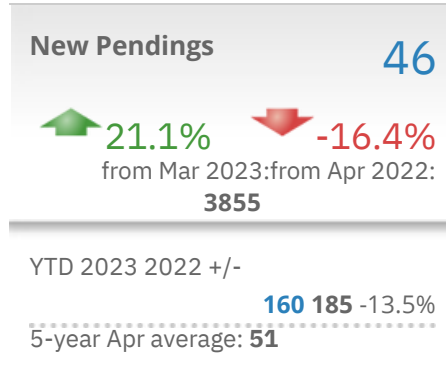 New Pendings
46
21.1% -16.4%
from Mar 2023:from Apr 2022:
3855
YTD 2023 2022 +/-
160 185 -13.5%
5-year Apr average: 51